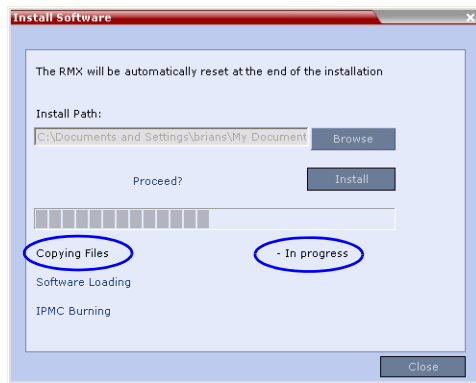 Install Software
The RMX will be automatically reset at the end of the installation
Install Path:
C:\Documents and Settings\brians\My Document
Browse
Proceed?
Install
Copying Files - In progress
Software Loading
IPMC Burning
Close